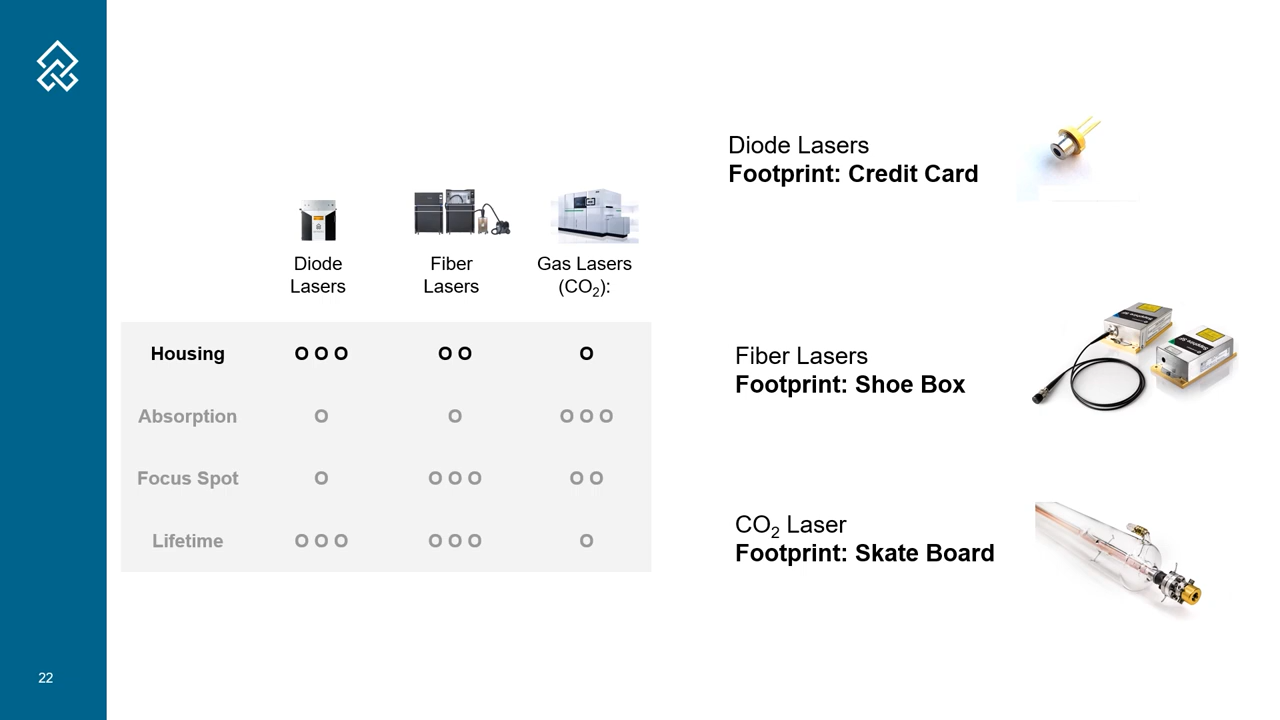 Diode Lasers
Footprint: Credit Card
Diode
Lasers
Fiber
Lasers
Gas Lasers
(CO₂):
Housing O O O O O O
Absorption O O O O O
Focus Spot O O O O O O
Lifetime O O O O O O O
Fiber Lasers
Footprint: Shoe Box
CO₂ Laser
Footprint: Skate Board
22